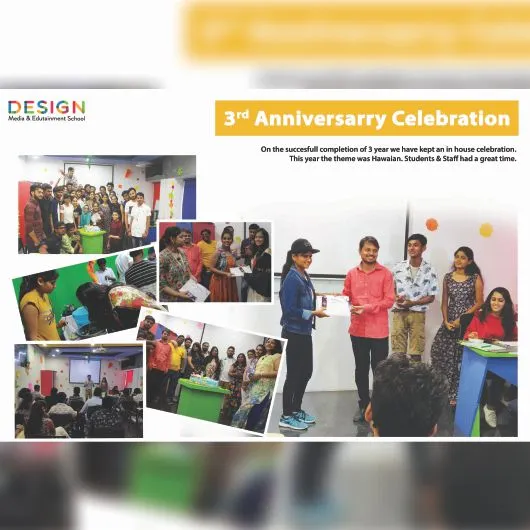 DESIGN
Media & Edutainment School
3rd Anniversarry Celebration
On the succesfull completion of 3 year we have kept an in house celebration.
This year the theme was Hawaian. Students & Staff had a great time.